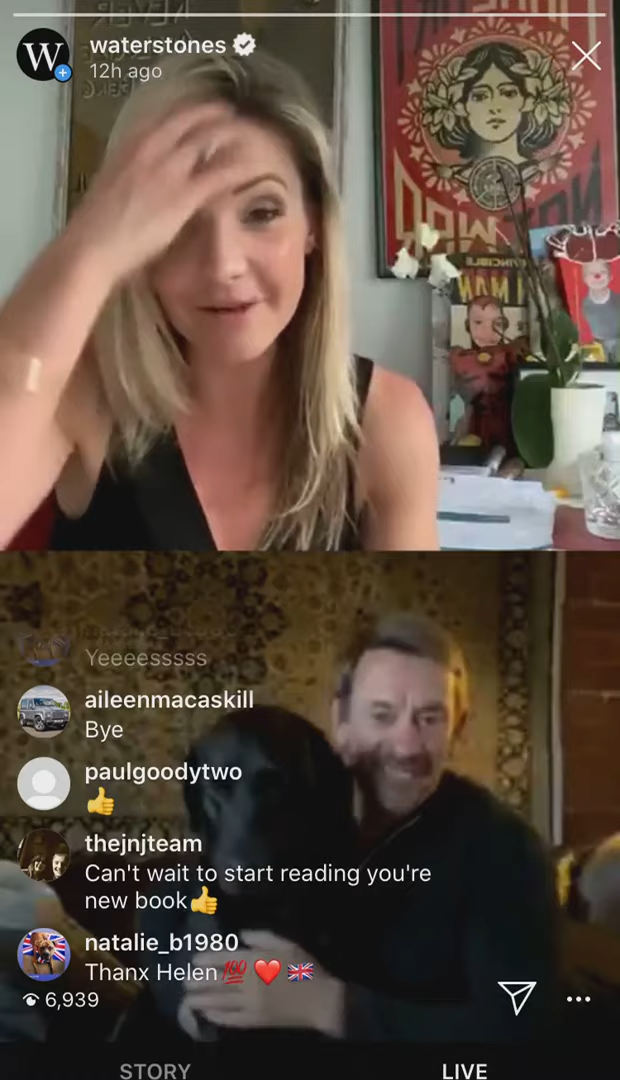 waterstones
12h ago
W
Yeeeesssss
aileenmacaskill
Bye
paulgoodytwo
👍
thejnjteam
Can't wait to start reading you're
new book👍
natalie_b1980
Thanx Helen💯❤️🇬🇧
6,939
STORY
LIVE